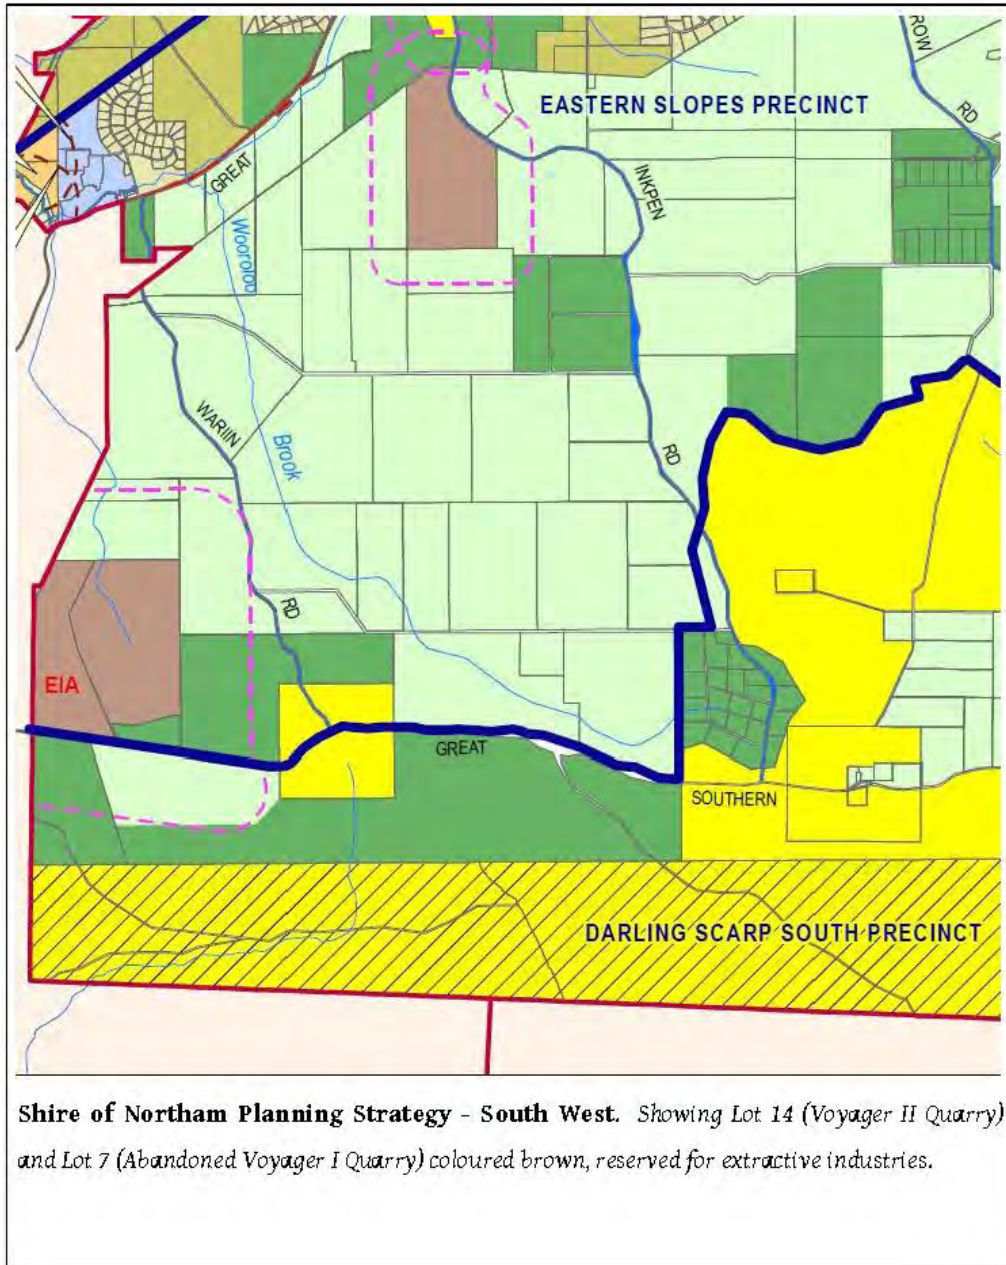 ROW
EASTERN SLOPES PRECINCT
RD
GREAT
INKPEN
Wooroloo
WARIIN
Brook
RD
RD
EIA
GREAT
SOUTHERN
DARLING SCARP SOUTH PRECINCT
Shire of Northam Planning Strategy - South West. Showing Lot 14 (Voyager II Quarry)
and Lot 7 (Abandoned Voyager I Quarry) coloured brown, reserved for extractive industries.